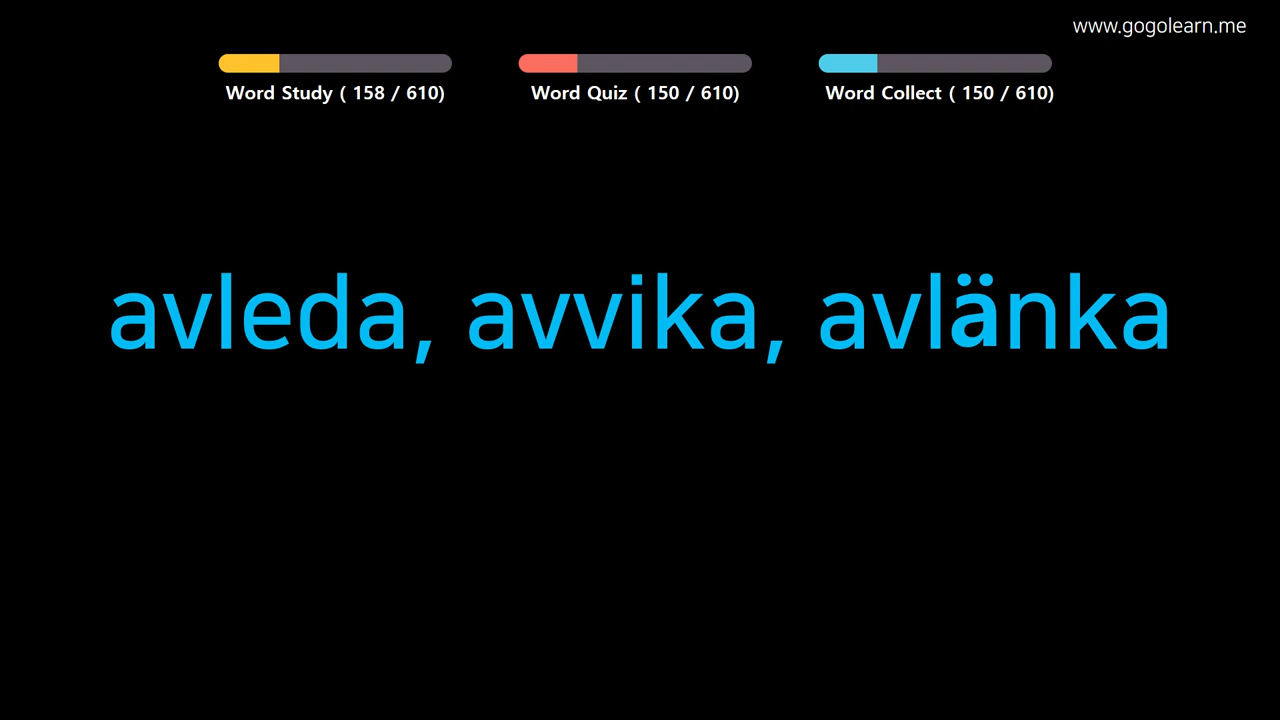 www.gogolearn.me
Word Study ( 158 / 610)
Word Quiz ( 150 / 610)
Word Collect ( 150 / 610)
avleda, avvika, avlänka